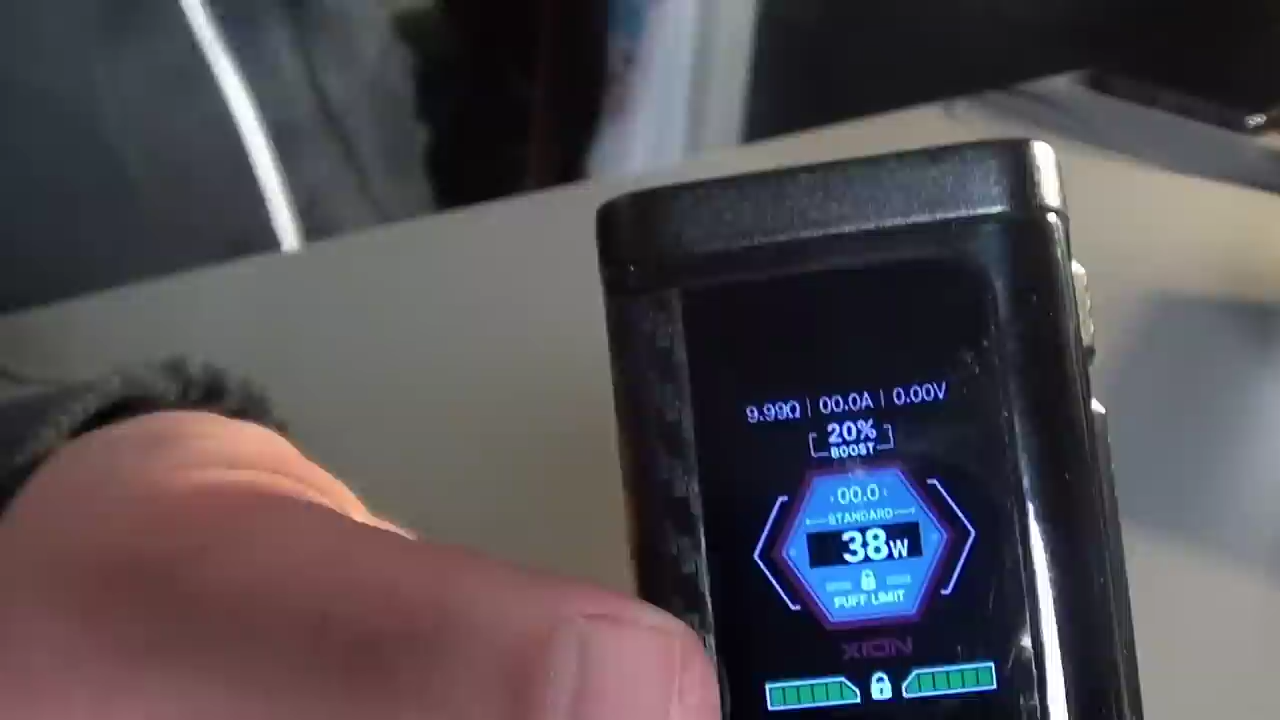 9.99Ω | 00.0A | 0.00V
20%
BOOST
00.0
STANDARD
38W
PUFF LIMIT
XION